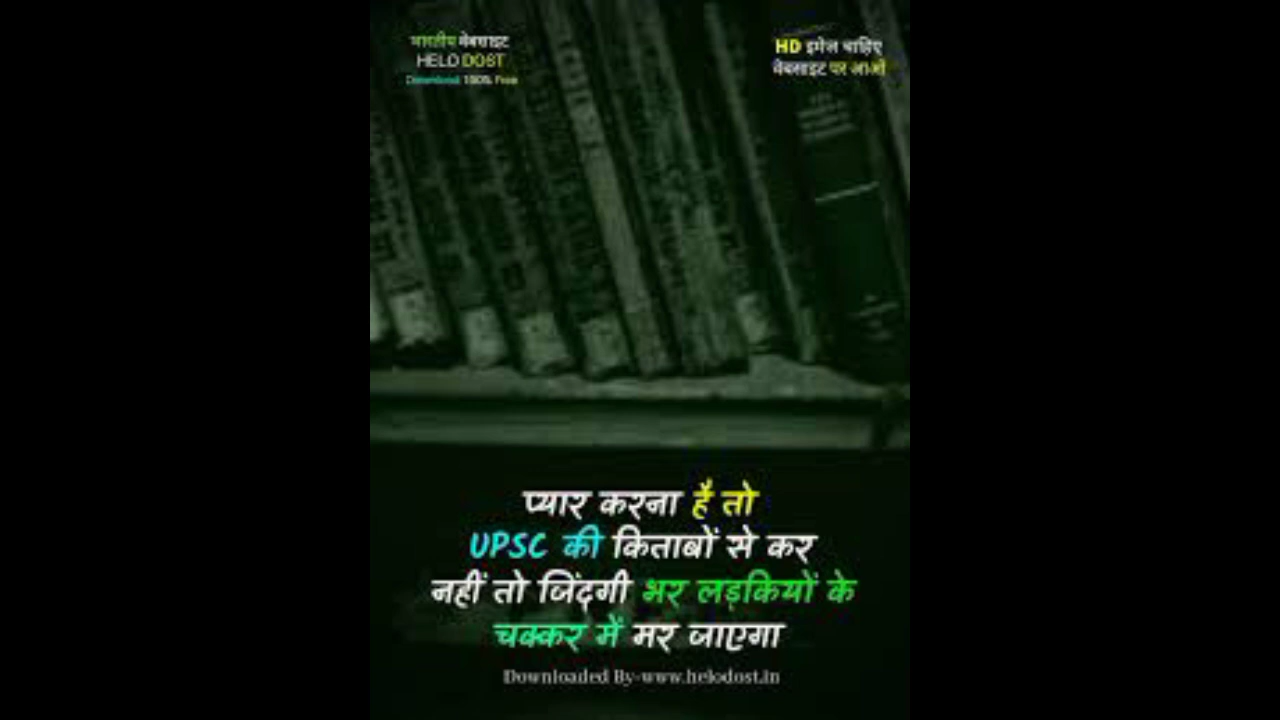 भारतीय वेबसाइट
HELO DOST
Download 100% Free
HD इमेज चाहिए
वेबसाइट पर जाओ
प्यार करना है तो
UPSC की किताबों से कर
नहीं तो जिंदगी भर लड़कियों के
चक्कर में मर जाएगा
Downloaded By-www.helodost.in